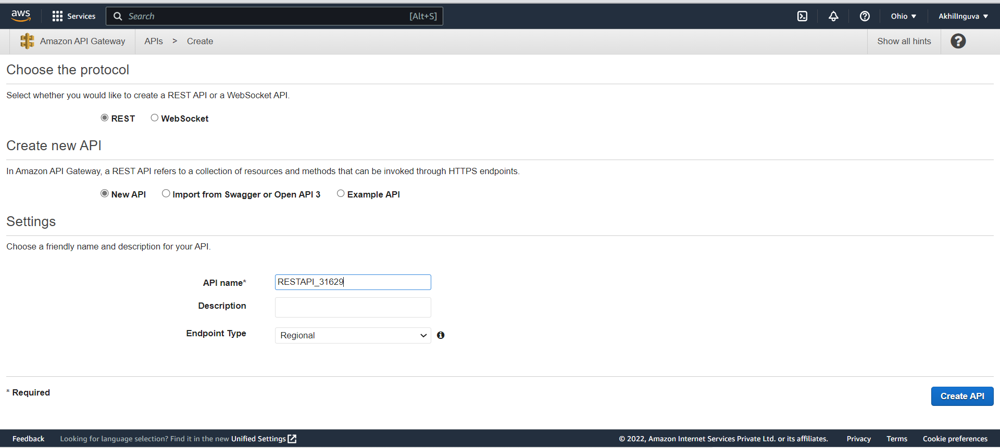 aws Services Search [Alt+S] Ohio AkhilInguva
Amazon API Gateway APIs > Create Show all hints
Choose the protocol
Select whether you would like to create a REST API or a WebSocket API.
REST WebSocket
Create new API
In Amazon API Gateway, a REST API refers to a collection of resources and methods that can be invoked through HTTPS endpoints.
New API Import from Swagger or Open API 3 Example API
Settings
Choose a friendly name and description for your API.
API name* RESTAPI_31629
Description
Endpoint Type Regional
* Required
Create API
Feedback Looking for language selection? Find it in the new Unified Settings © 2022, Amazon Internet Services Private Ltd. or its affiliates. Privacy Terms Cookie preferences